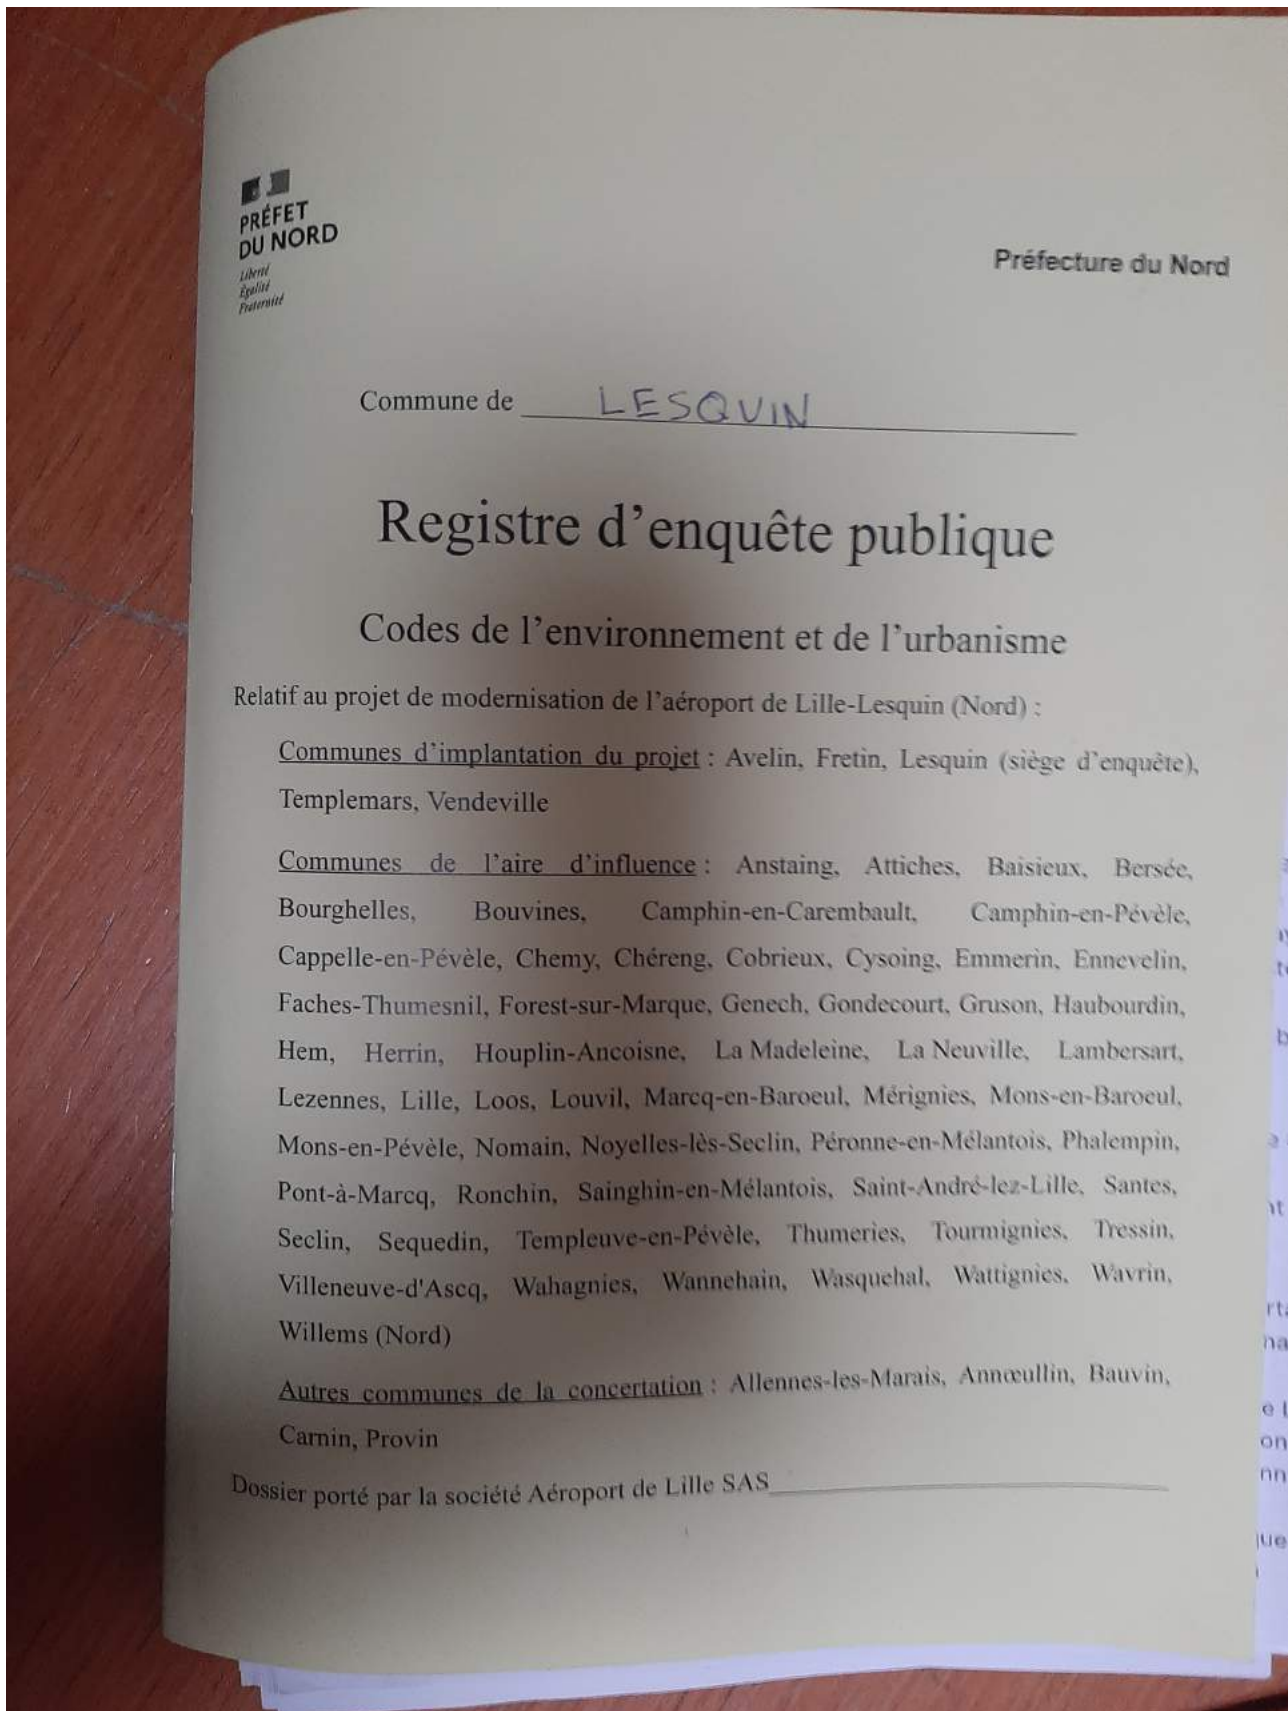 PRÉFET
DU NORD
Liberté
Égalité
Fraternité
Préfecture du Nord
Commune de LESQUIN
Registre d'enquête publique
Codes de l'environnement et de l'urbanisme
Relatif au projet de modernisation de l'aéroport de Lille-Lesquin (Nord) :
Communes d'implantation du projet : Avelin, Fretin, Lesquin (siège d'enquête),
Templemars, Vendeville
Communes de l'aire d'influence : Anstaing, Attiches, Baisieux, Bersée,
Bourghelles, Bouvines, Camphin-en-Carembault, Camphin-en-Pévèle,
Cappelle-en-Pévèle, Chemy, Chéreng, Cobrieux, Cysoing, Emmerin, Ennevelin,
Faches-Thumesnil, Forest-sur-Marque, Genech, Gondecourt, Gruson, Haubourdin,
Hem, Herrin, Houplin-Ancoisne, La Madeleine, La Neuville, Lambersart,
Lezennes, Lille, Loos, Louvil, Marcq-en-Baroeul, Mérignies, Mons-en-Baroeul,
Mons-en-Pévèle, Nomain, Noyelles-lès-Seclin, Péronne-en-Mélantois, Phalempin,
Pont-à-Marcq, Ronchin, Sainghin-en-Mélantois, Saint-André-lez-Lille, Santes,
Seclin, Sequedin, Templeuve-en-Pévèle, Thumeries, Tourmignies, Tressin,
Villeneuve-d'Ascq, Wahagnies, Wannehain, Wasquehal, Wattignies, Wavrin,
Willems (Nord)
Autres communes de la concertation : Allennes-les-Marais, Annœullin, Bauvin,
Carnin, Provin
Dossier porté par la société Aéroport de Lille SAS